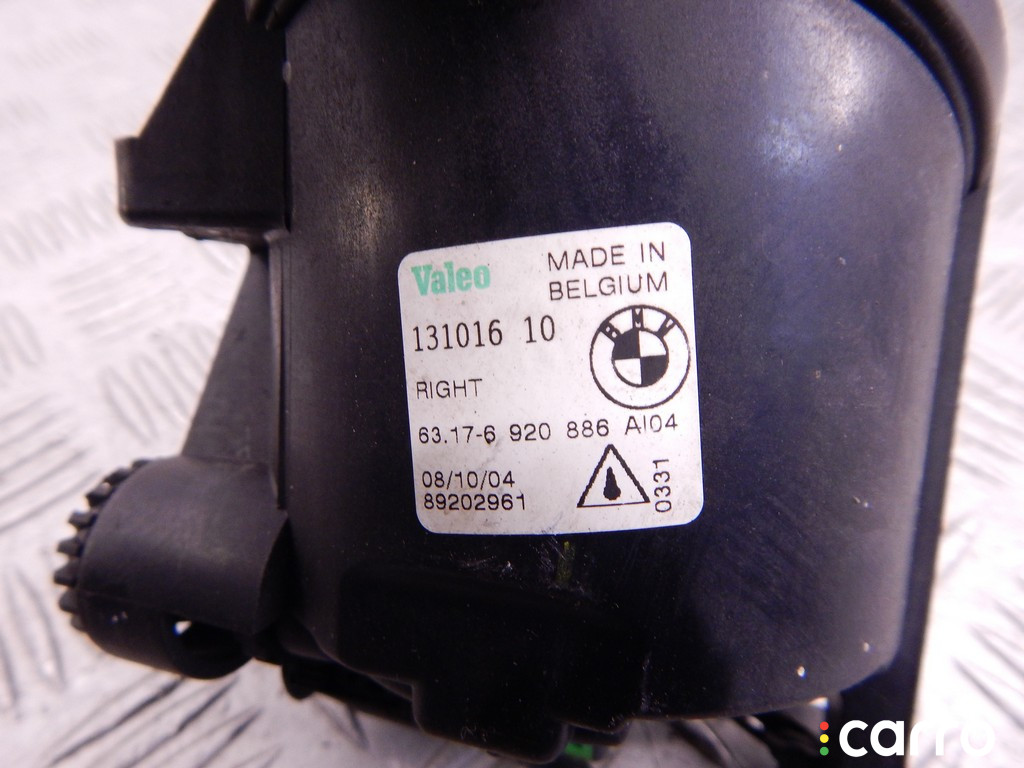 Valeo
MADE IN
BELGIUM
131016 10
BMW
RIGHT
63.17-6 920 886 AI04
08/10/04
89202961
0331
carro